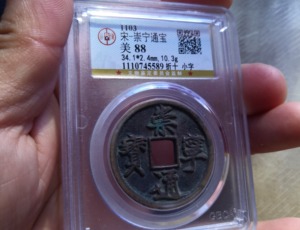 1103
宋-崇宁通宝
美 88
34.1*2.4mm,10.3g
1110745589 折十 小字
崇
寶 寧
通